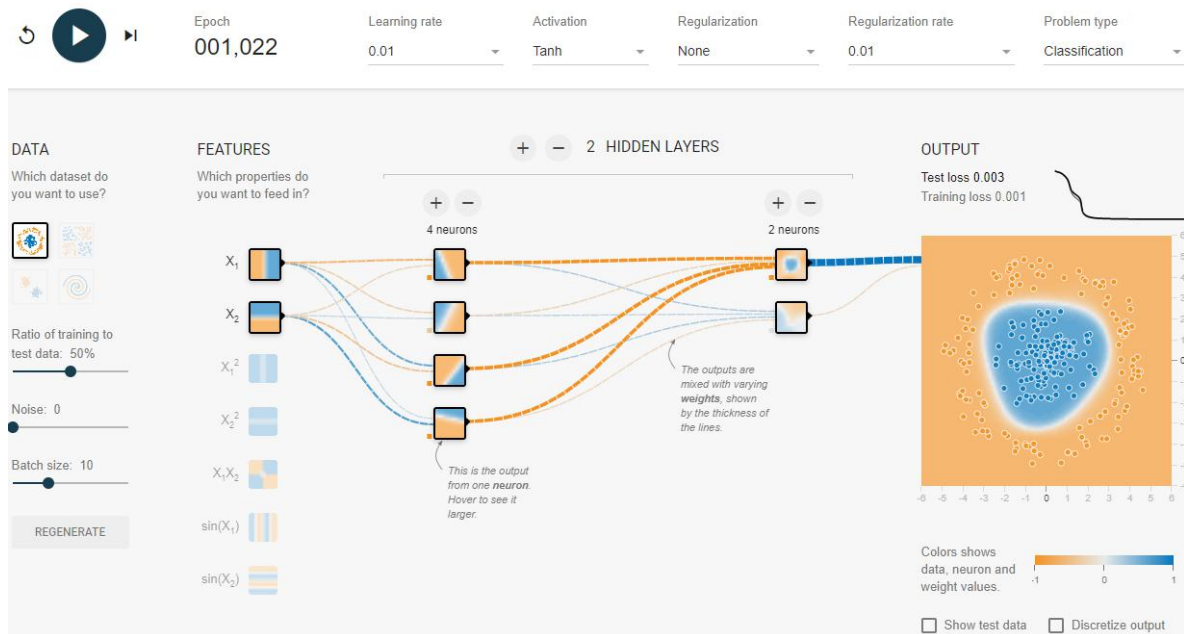 Epoch
001,022
Learning rate
0.01
Activation
Tanh
Regularization
None
Regularization rate
0.01
Problem type
Classification
DATA
Which dataset do
you want to use?
Ratio of training to
test data: 50%
Noise: 0
Batch size: 10
REGENERATE
FEATURES
Which properties do
you want to feed in?
X₁
X₂
X₁²
X₂²
X₁X₂
sin(X₁)
sin(X₂)
+ − 2 HIDDEN LAYERS
+ −
4 neurons
+ −
2 neurons
This is the output
from one neuron.
Hover to see it
larger.
The outputs are
mixed with varying
weights, shown
by the thickness of
the lines.
OUTPUT
Test loss 0.003
Training loss 0.001
-6 -5 -4 -3 -2 -1 0 1 2 3 4 5 6
Colors shows
data, neuron and
weight values.
-1 0 1
Show test data
Discretize output